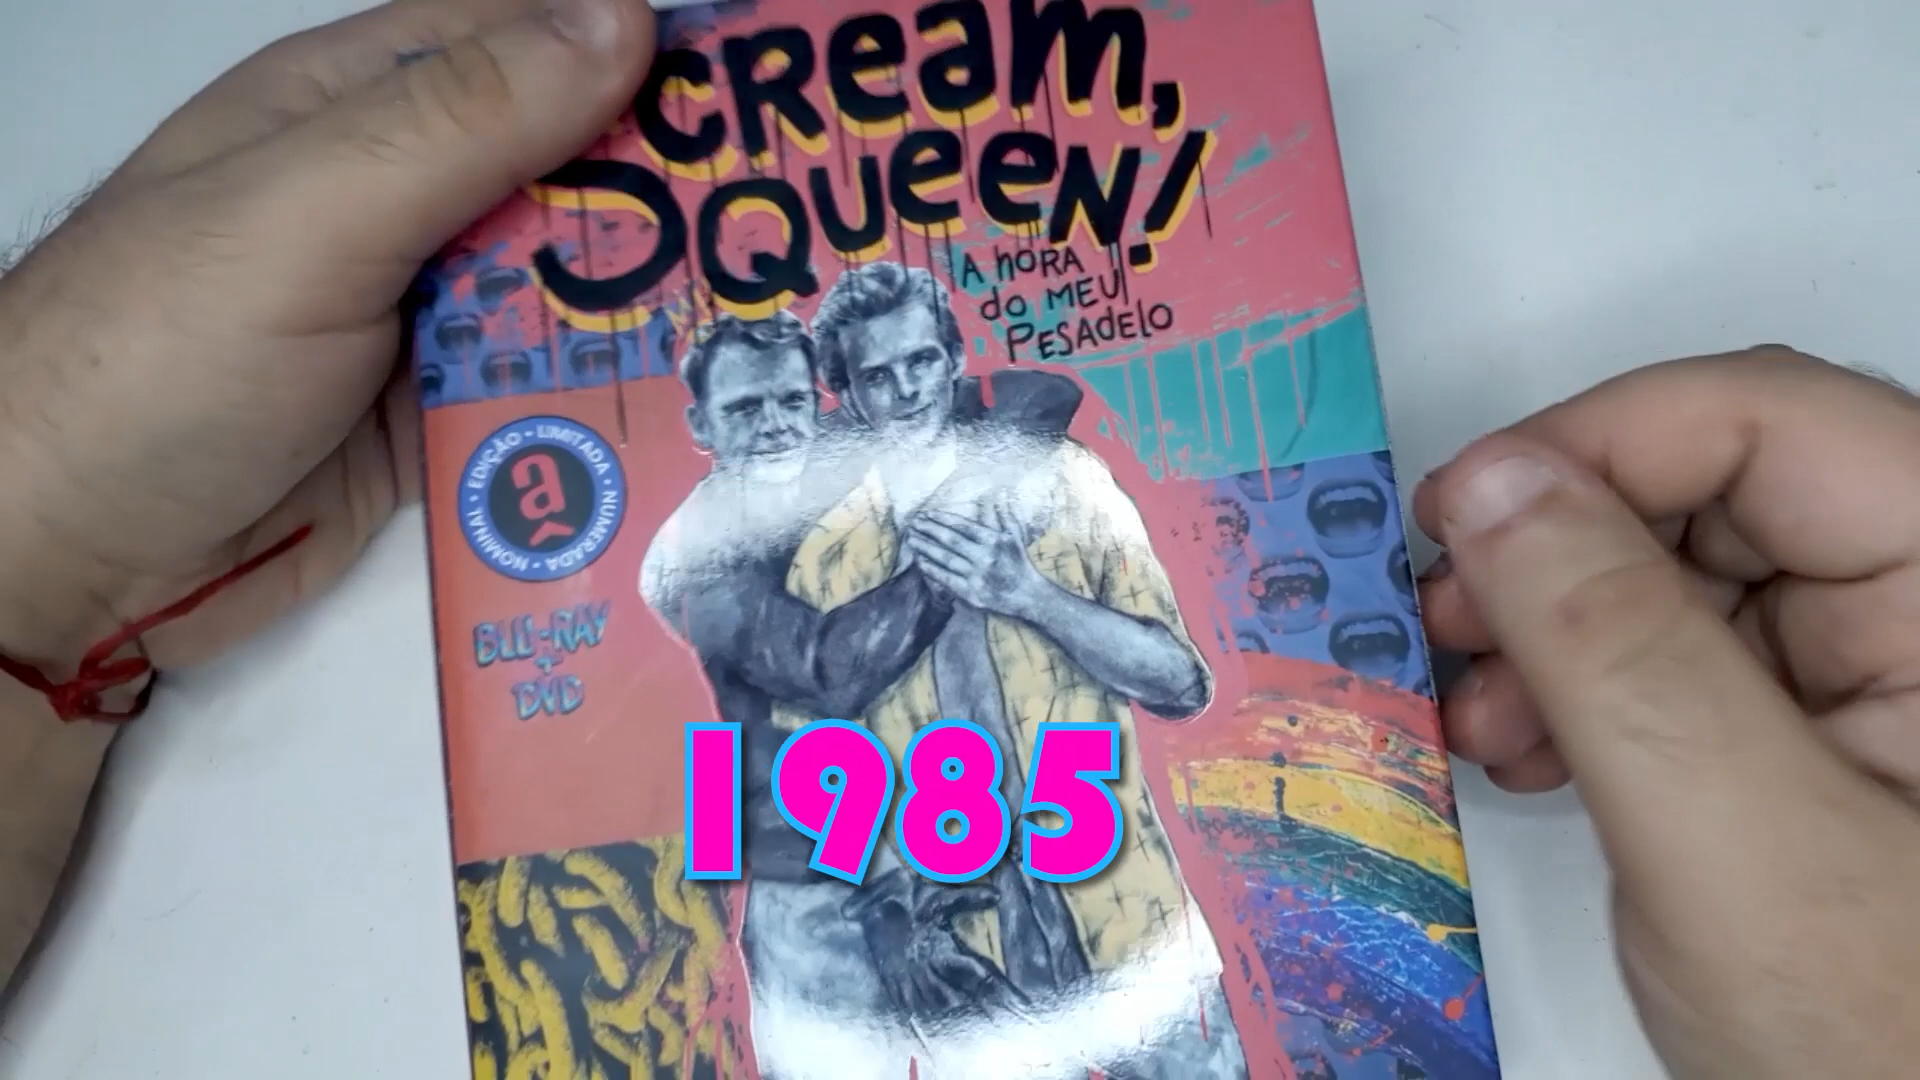 SCREAM,
QUEEN!
A HORA
DO MEU
PESADELO
EDIÇÃO • LIMITADA • NUMERADA • NOMINAL •
â
BLU-RAY
+
DVD
1985